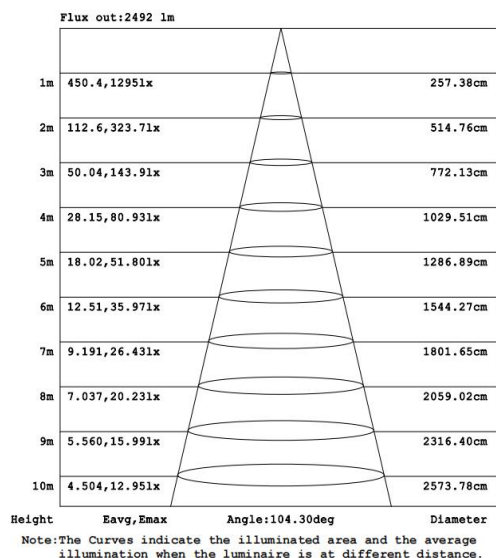 Flux out:2492 lm
1m 450.4,1295lx 257.38cm
2m 112.6,323.7lx 514.76cm
3m 50.04,143.9lx 772.13cm
4m 28.15,80.93lx 1029.51cm
5m 18.02,51.80lx 1286.89cm
6m 12.51,35.97lx 1544.27cm
7m 9.191,26.43lx 1801.65cm
8m 7.037,20.23lx 2059.02cm
9m 5.560,15.99lx 2316.40cm
10m 4.504,12.95lx 2573.78cm
Height Eavg,Emax Angle:104.30deg Diameter
Note:The Curves indicate the illuminated area and the average
illumination when the luminaire is at different distance.